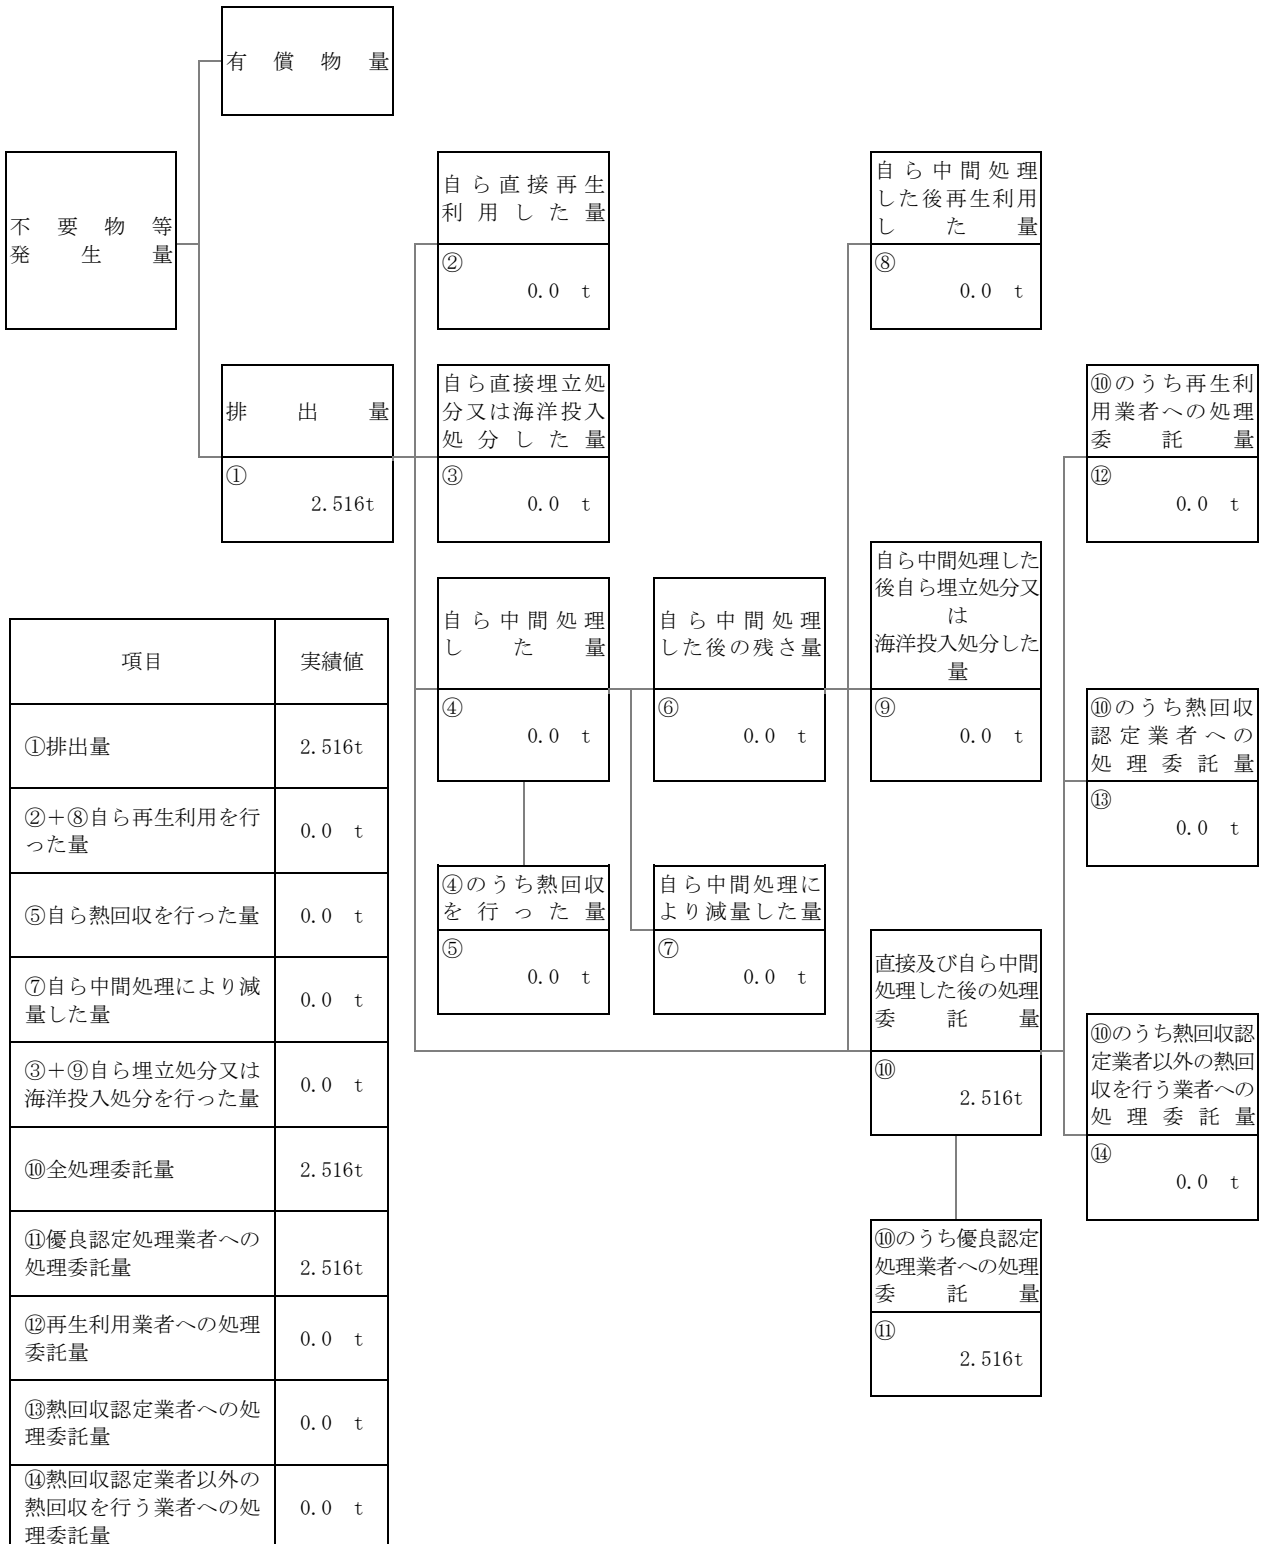 有償物量
不要物等
発生量
自ら直接再生
利用した量
②
0.0 t
自ら中間処理
した後再生利用
した量
⑧
0.0 t
排出量
①
2.516t
自ら直接埋立処
分又は海洋投入
処分した量
③
0.0 t
⑩のうち再生利
用業者への処理
委託量
⑫
0.0 t
自ら中間処理
した量
④
0.0 t
自ら中間処理
した後の残さ量
⑥
0.0 t
自ら中間処理した
後自ら埋立処分又
は
海洋投入処分した
量
⑨
0.0 t
⑩のうち熱回収
認定業者への
処理委託量
⑬
0.0 t
④のうち熱回収
を行った量
⑤
0.0 t
自ら中間処理に
より減量した量
⑦
0.0 t
直接及び自ら中間
処理した後の処理
委託量
⑩
2.516t
⑩のうち熱回収認
定業者以外の熱回
収を行う業者への
処理委託量
⑭
0.0 t
⑩のうち優良認定
処理業者への処理
委託量
⑪
2.516t
項目 実績値
①排出量 2.516t
②＋⑧自ら再生利用を行
った量
0.0 t
⑤自ら熱回収を行った量 0.0 t
⑦自ら中間処理により減
量した量
0.0 t
③＋⑨自ら埋立処分又は
海洋投入処分を行った量
0.0 t
⑩全処理委託量 2.516t
⑪優良認定処理業者への
処理委託量 2.516t
⑫再生利用業者への処理
委託量
0.0 t
⑬熱回収認定業者への処
理委託量
0.0 t
⑭熱回収認定業者以外の
熱回収を行う業者への処
理委託量
0.0 t